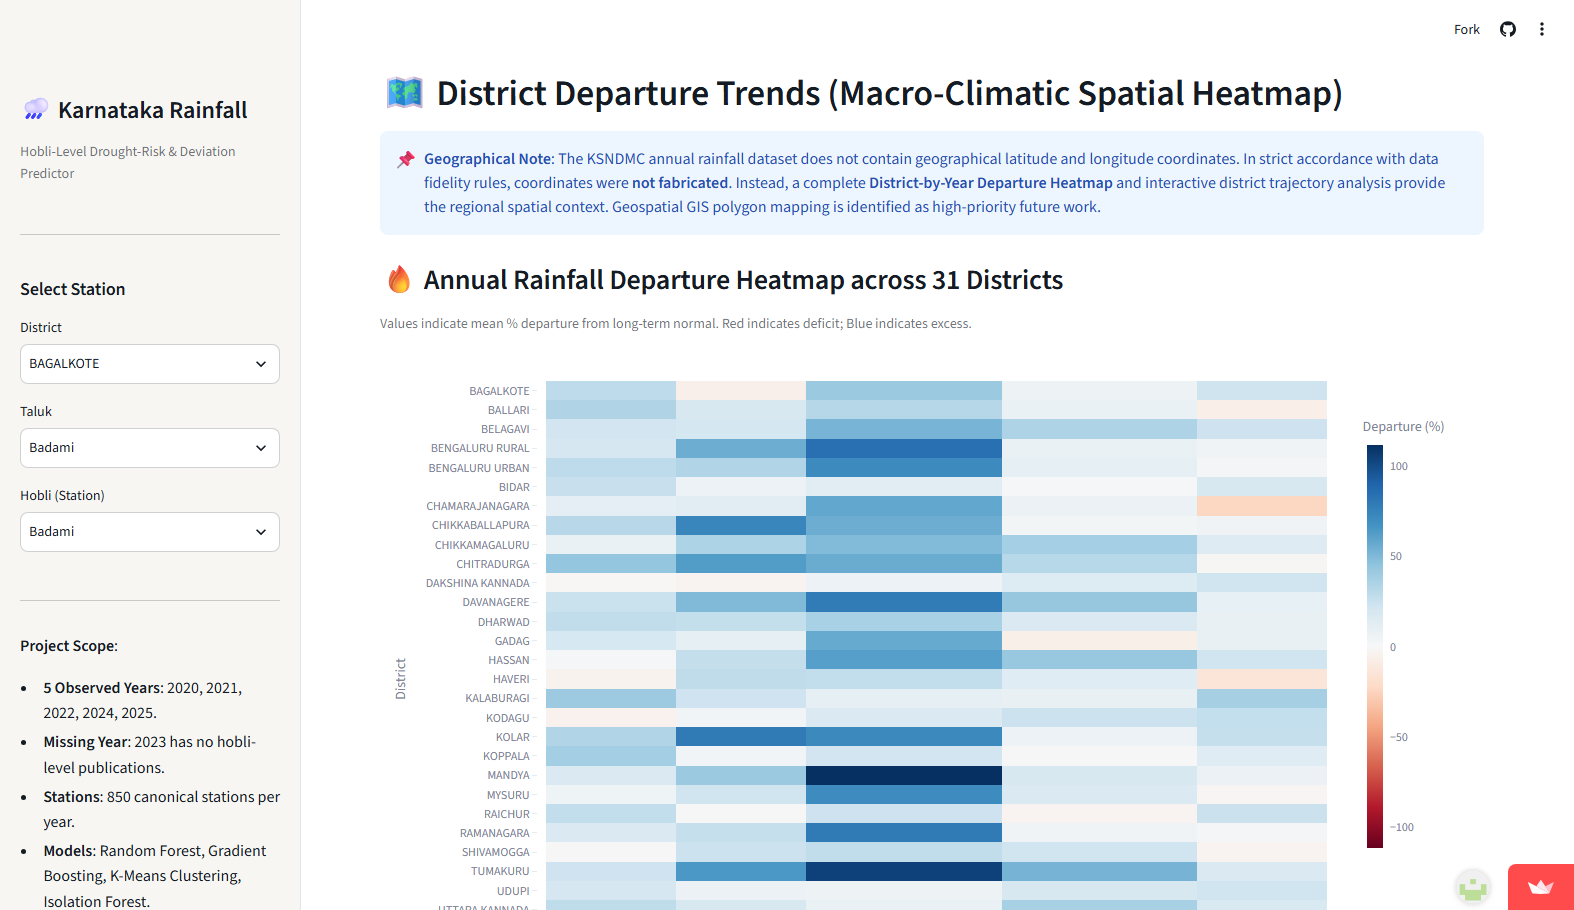 Fork
Karnataka Rainfall
Hobli-Level Drought-Risk & Deviation
Predictor
Select Station
District
BAGALKOTE
Taluk
Badami
Hobli (Station)
Badami
Project Scope:
5 Observed Years: 2020, 2021,
2022, 2024, 2025.
Missing Year: 2023 has no hobli-
level publications.
Stations: 850 canonical stations per
year.
Models: Random Forest, Gradient
Boosting, K-Means Clustering,
Isolation Forest.
District Departure Trends (Macro-Climatic Spatial Heatmap)
Geographical Note: The KSNDMC annual rainfall dataset does not contain geographical latitude and longitude coordinates. In strict accordance with data
fidelity rules, coordinates were not fabricated. Instead, a complete District-by-Year Departure Heatmap and interactive district trajectory analysis provide
the regional spatial context. Geospatial GIS polygon mapping is identified as high-priority future work.
Annual Rainfall Departure Heatmap across 31 Districts
Values indicate mean % departure from long-term normal. Red indicates deficit; Blue indicates excess.
District
BAGALKOTE
BALLARI
BELAGAVI
BENGALURU RURAL
BENGALURU URBAN
BIDAR
CHAMARAJANAGARA
CHIKKABALLAPURA
CHIKKAMAGALURU
CHITRADURGA
DAKSHINA KANNADA
DAVANAGERE
DHARWAD
GADAG
HASSAN
HAVERI
KALABURAGI
KODAGU
KOLAR
KOPPALA
MANDYA
MYSURU
RAICHUR
RAMANAGARA
SHIVAMOGGA
TUMAKURU
UDUPI
UTTARA KANNADA
Departure (%)
100
50
0
−50
−100